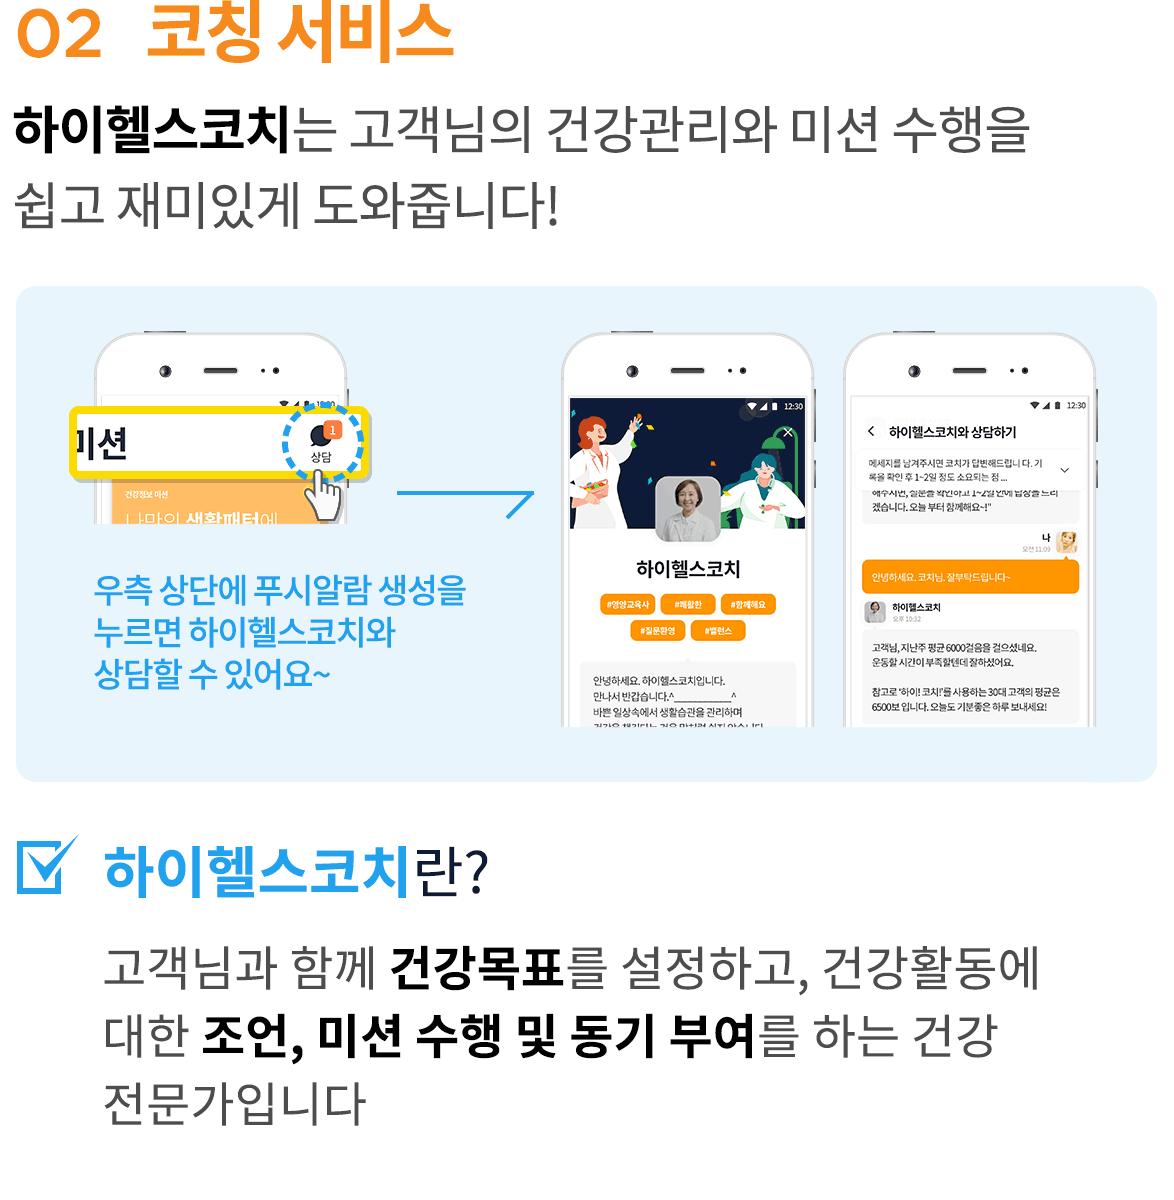 02 코칭 서비스
하이헬스코치는 고객님의 건강관리와 미션 수행을
쉽고 재미있게 도와줍니다!
미션
1
상담
건강정보 미션
나만의 생활패턴에
우측 상단에 푸시알람 생성을
누르면 하이헬스코치와
상담할 수 있어요~
12:30
하이헬스코치
#영양교육사 #쾌활한 #함께해요
#질문환영 #밸런스
안녕하세요. 하이헬스코치입니다.
만나서 반갑습니다.^____________^
바쁜 일상속에서 생활습관을 관리하며
12:30
하이헬스코치와 상담하기
메세지를 남겨주시면 코치가 답변해드립니 다. 기
록을 확인 후 1~2일 정도 소요되는 점 ...
해주시면, 질문을 확인하고 1~2일 안에 답장을 드리
겠습니다. 오늘 부터 함께해요~!"
나
오전 11:09
안녕하세요. 코치님. 잘부탁드립니다~
하이헬스코치
오후 10:32
고객님, 지난주 평균 6000걸음을 걸으셨네요.
운동할 시간이 부족할텐데 잘하셨어요.
참고로 '하이! 코치!'를 사용하는 30대 고객의 평균은
6500보 입니다. 오늘도 기분좋은 하루 보내세요!
하이헬스코치란?
고객님과 함께 건강목표를 설정하고, 건강활동에
대한 조언, 미션 수행 및 동기 부여를 하는 건강
전문가입니다